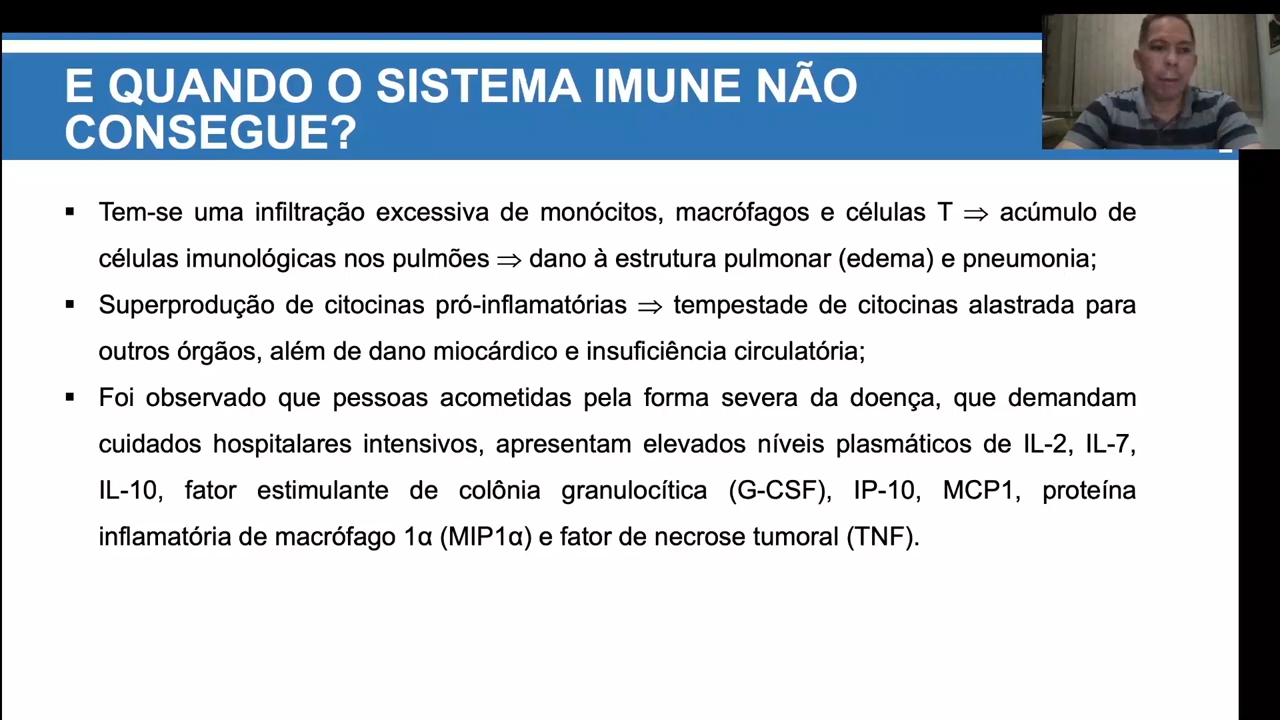 E QUANDO O SISTEMA IMUNE NÃO
CONSEGUE?
▪ Tem-se uma infiltração excessiva de monócitos, macrófagos e células T ⇒ acúmulo de
células imunológicas nos pulmões ⇒ dano à estrutura pulmonar (edema) e pneumonia;
▪ Superprodução de citocinas pró-inflamatórias ⇒ tempestade de citocinas alastrada para
outros órgãos, além de dano miocárdico e insuficiência circulatória;
▪ Foi observado que pessoas acometidas pela forma severa da doença, que demandam
cuidados hospitalares intensivos, apresentam elevados níveis plasmáticos de IL-2, IL-7,
IL-10, fator estimulante de colônia granulocítica (G-CSF), IP-10, MCP1, proteína
inflamatória de macrófago 1α (MIP1α) e fator de necrose tumoral (TNF).